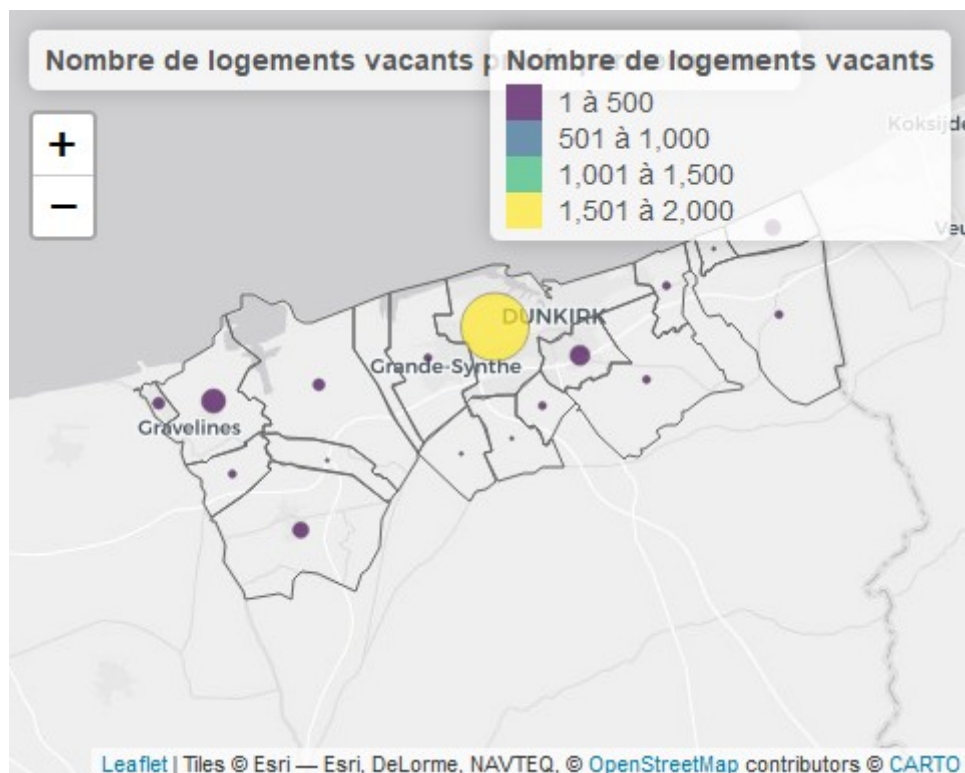 Nombre de logements vacants
Nombre de logements vacants
1 à 500
501 à 1,000
1,001 à 1,500
1,501 à 2,000
+
−
DUNKIRK
Grande-Synthe
Gravelines
Leaflet | Tiles © Esri — Esri, DeLorme, NAVTEQ, © OpenStreetMap contributors © CARTO